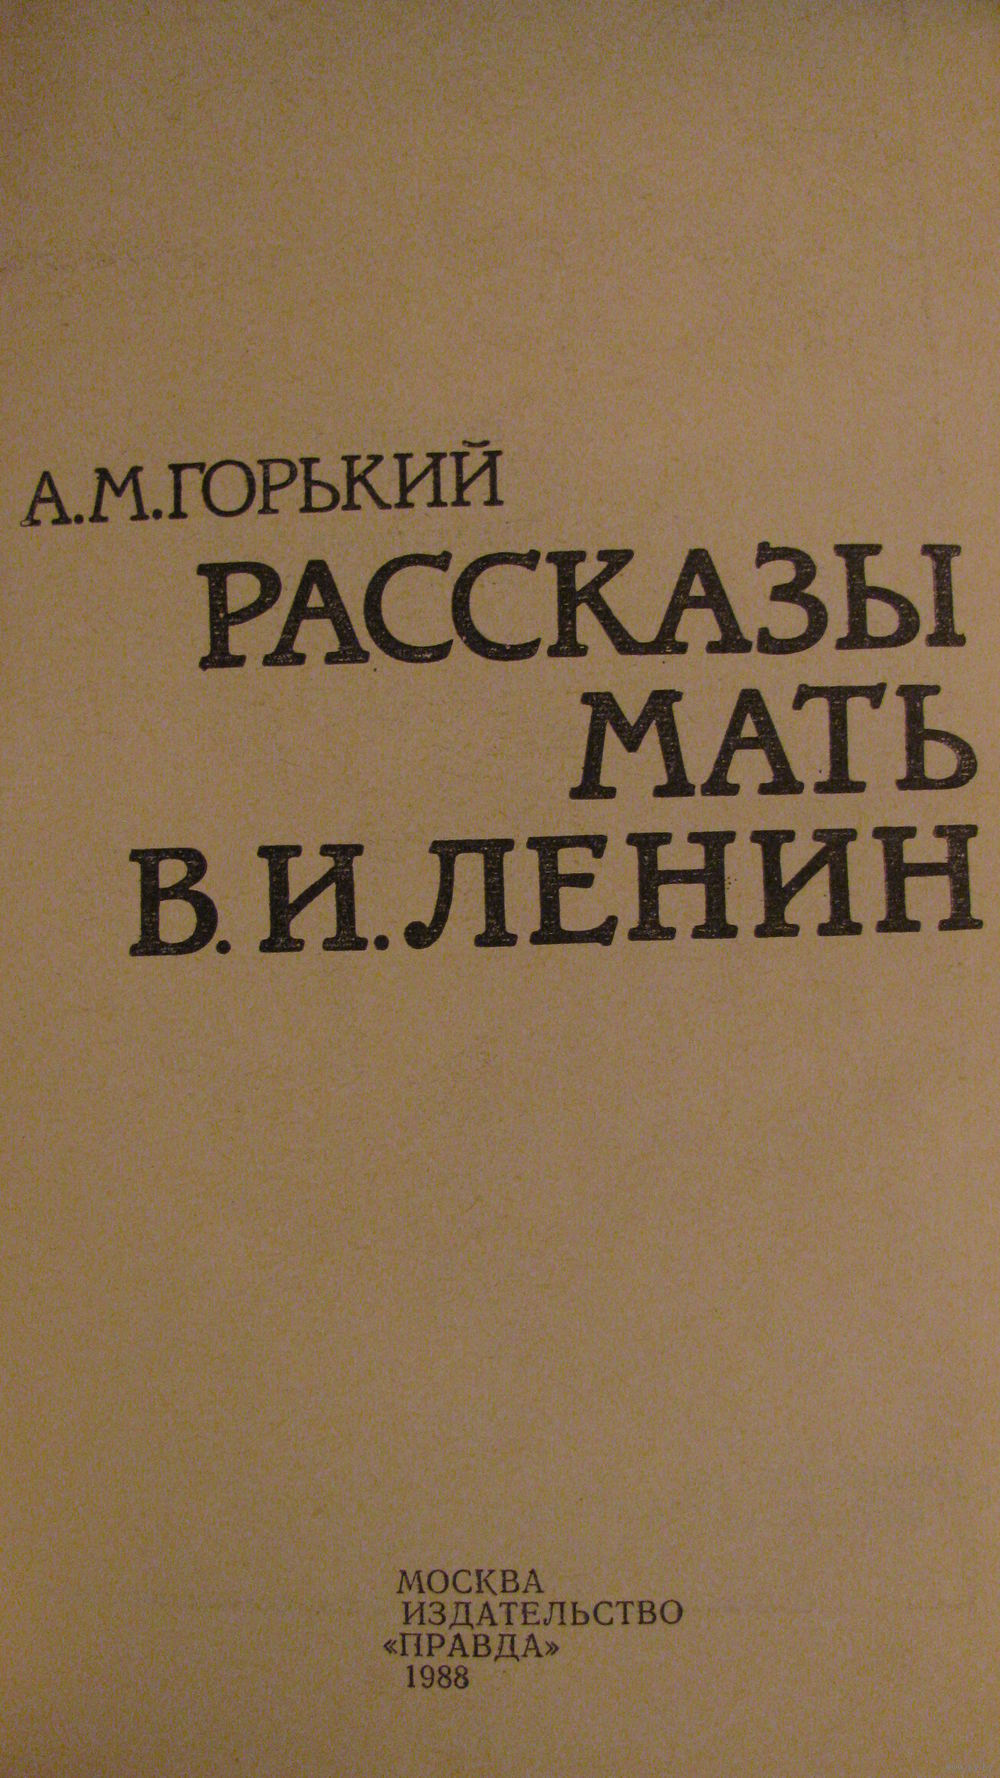 А.М.ГОРЬКИЙ
РАССКАЗЫ
МАТЬ
В.И.ЛЕНИН
МОСКВА
ИЗДАТЕЛЬСТВО
«ПРАВДА»
1988